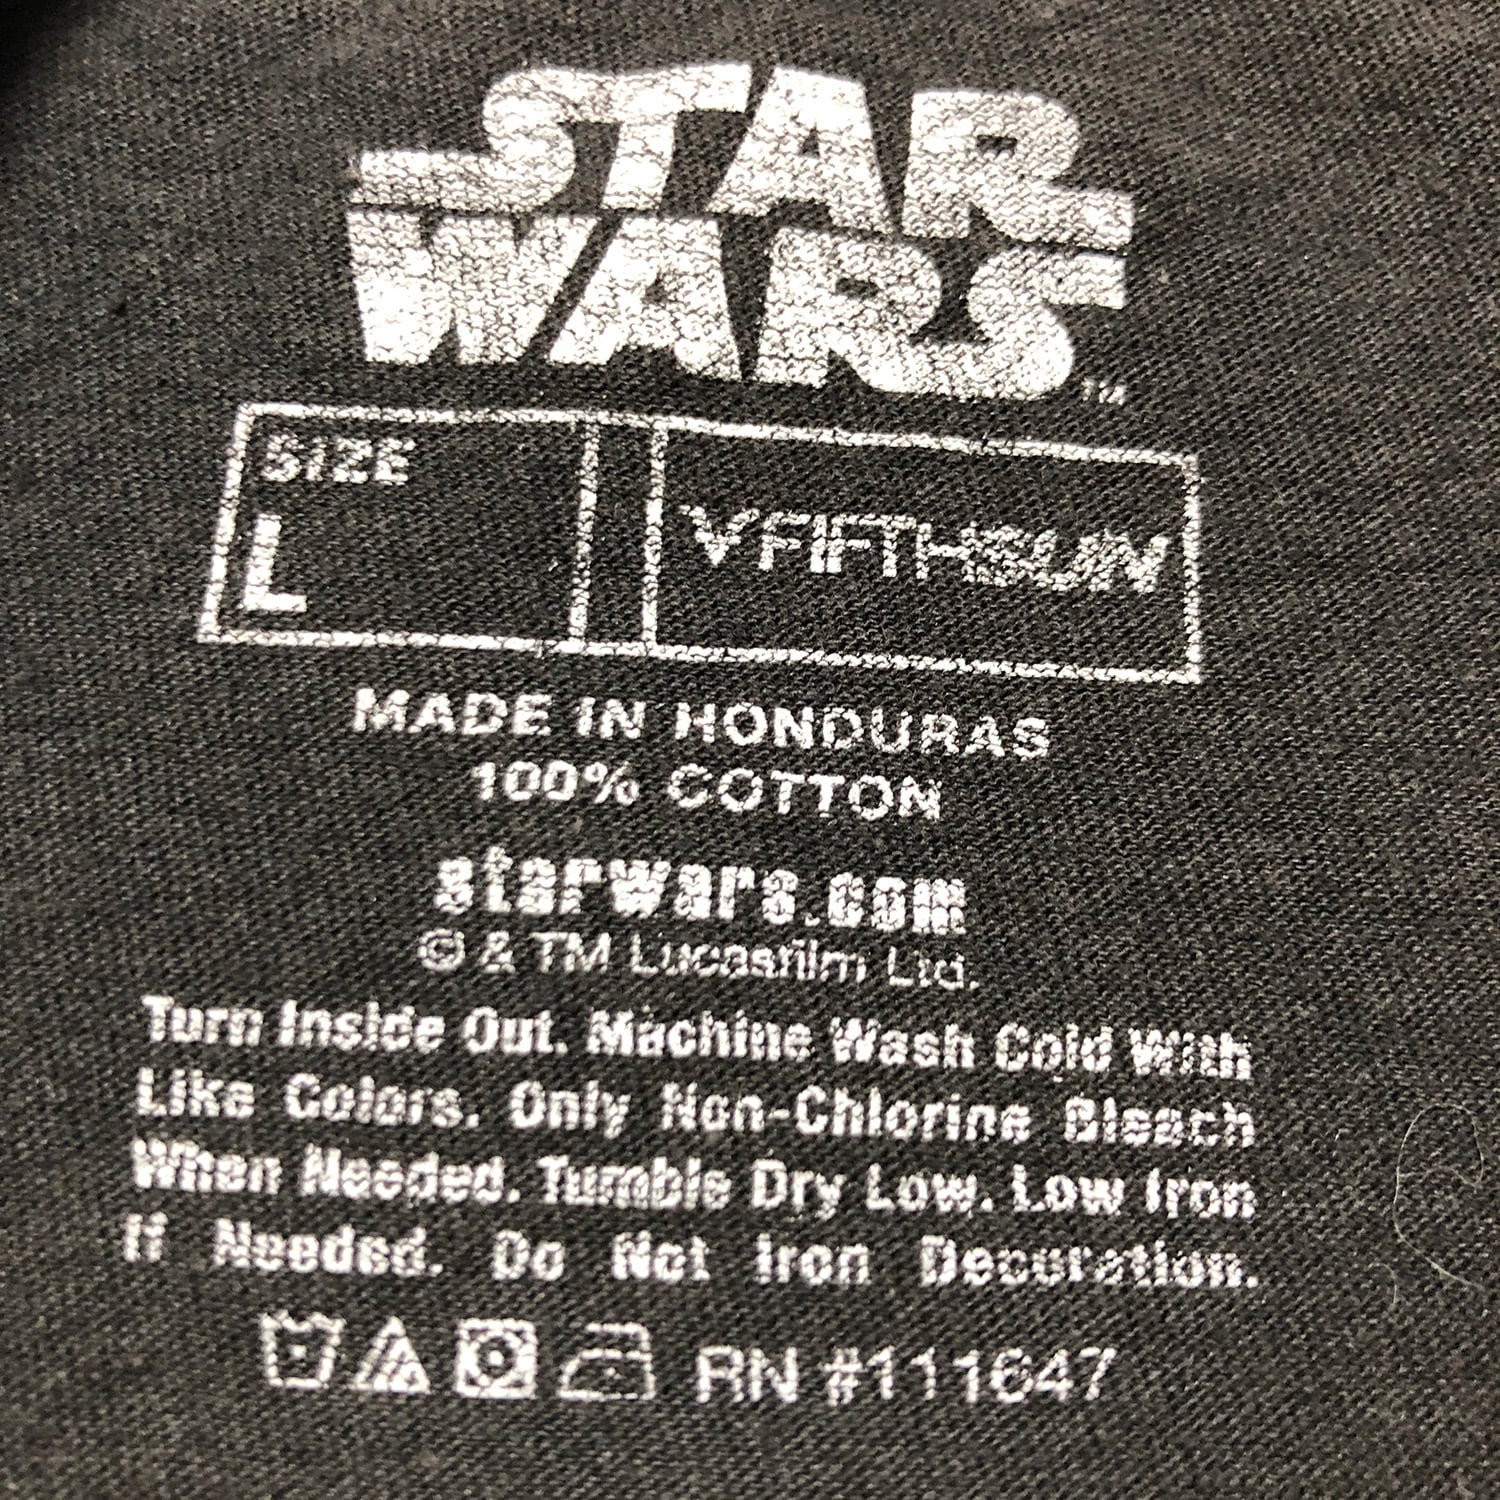 STAR
WARS
TM
SIZE
L
FIFTHSUN
MADE IN HONDURAS
100% COTTON
starwars.com
© & TM Lucasfilm Ltd.
Turn Inside Out. Machine Wash Cold With
Like Colors. Only Non-Chlorine Bleach
When Needed. Tumble Dry Low. Low Iron
If Needed. Do Not Iron Decoration.
RN #111647